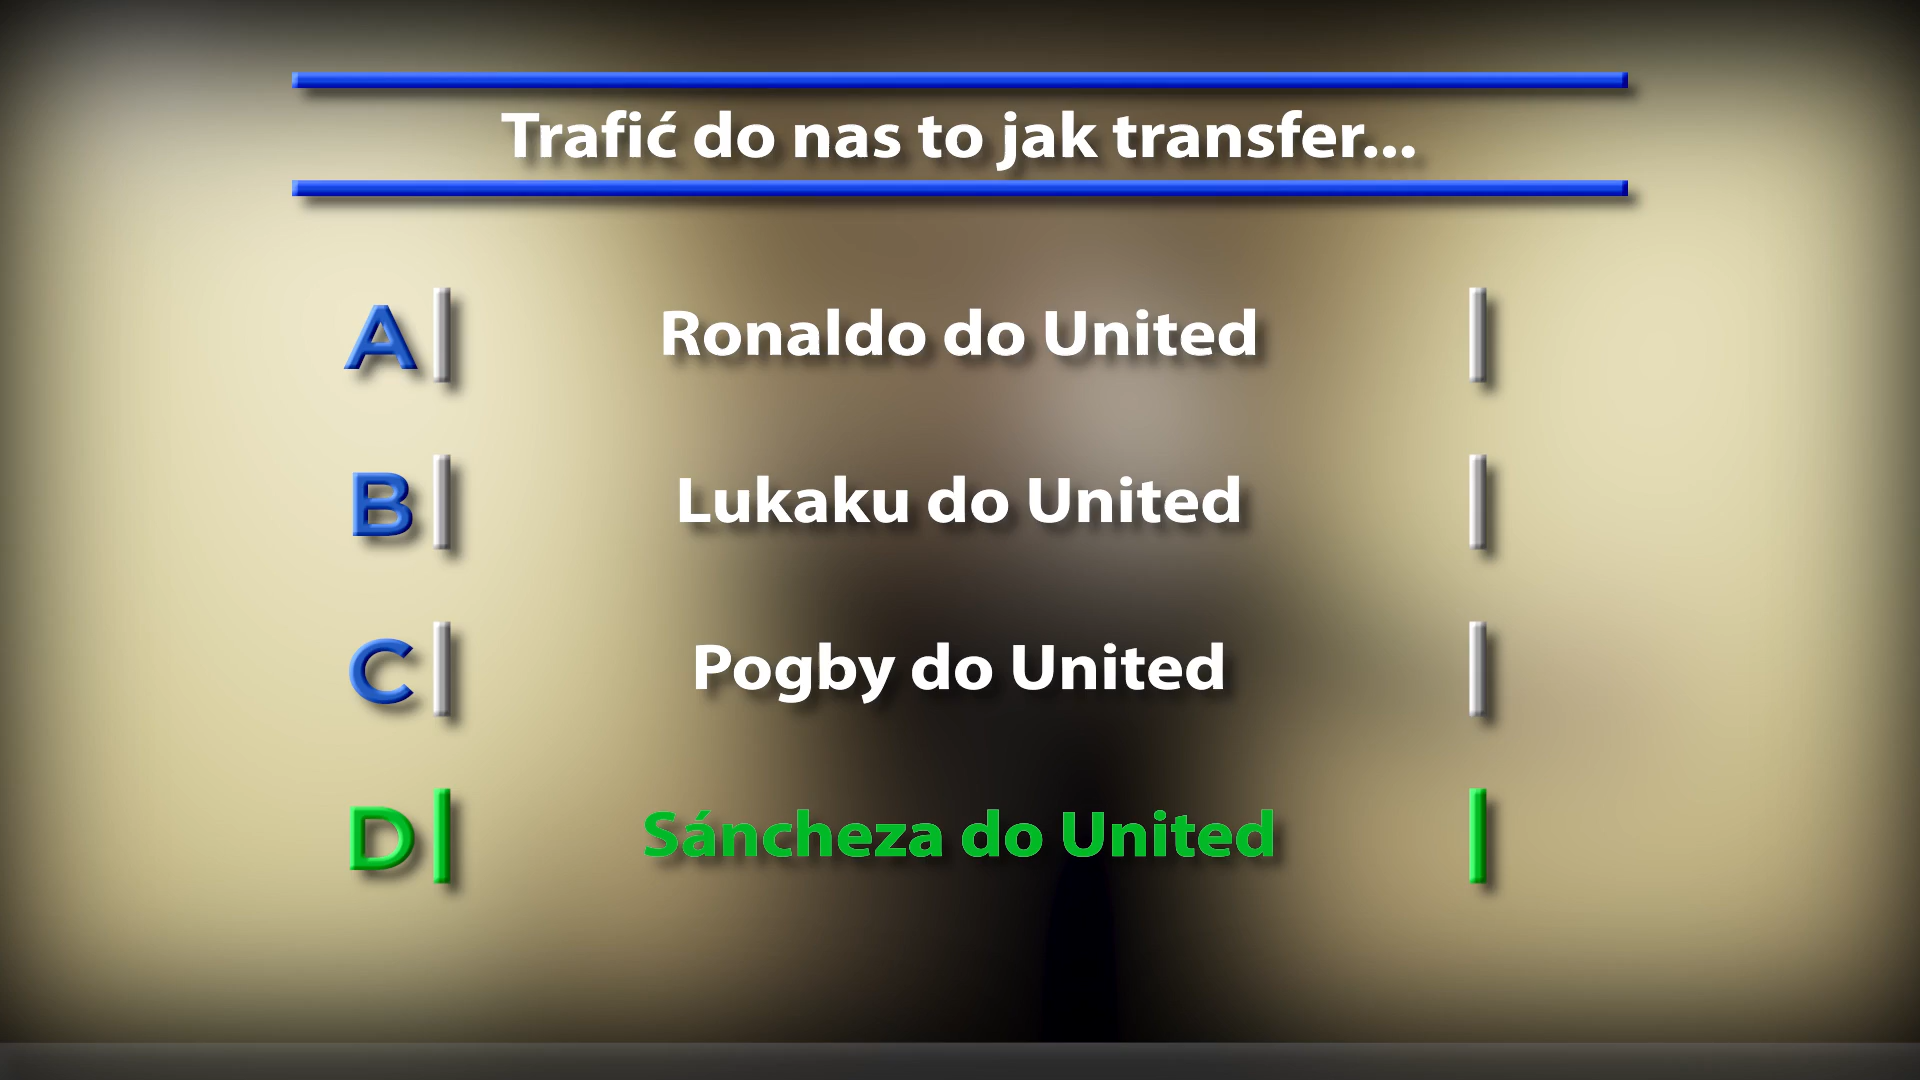 Trafić do nas to jak transfer...
A Ronaldo do United
B Lukaku do United
C Pogby do United
D Sáncheza do United